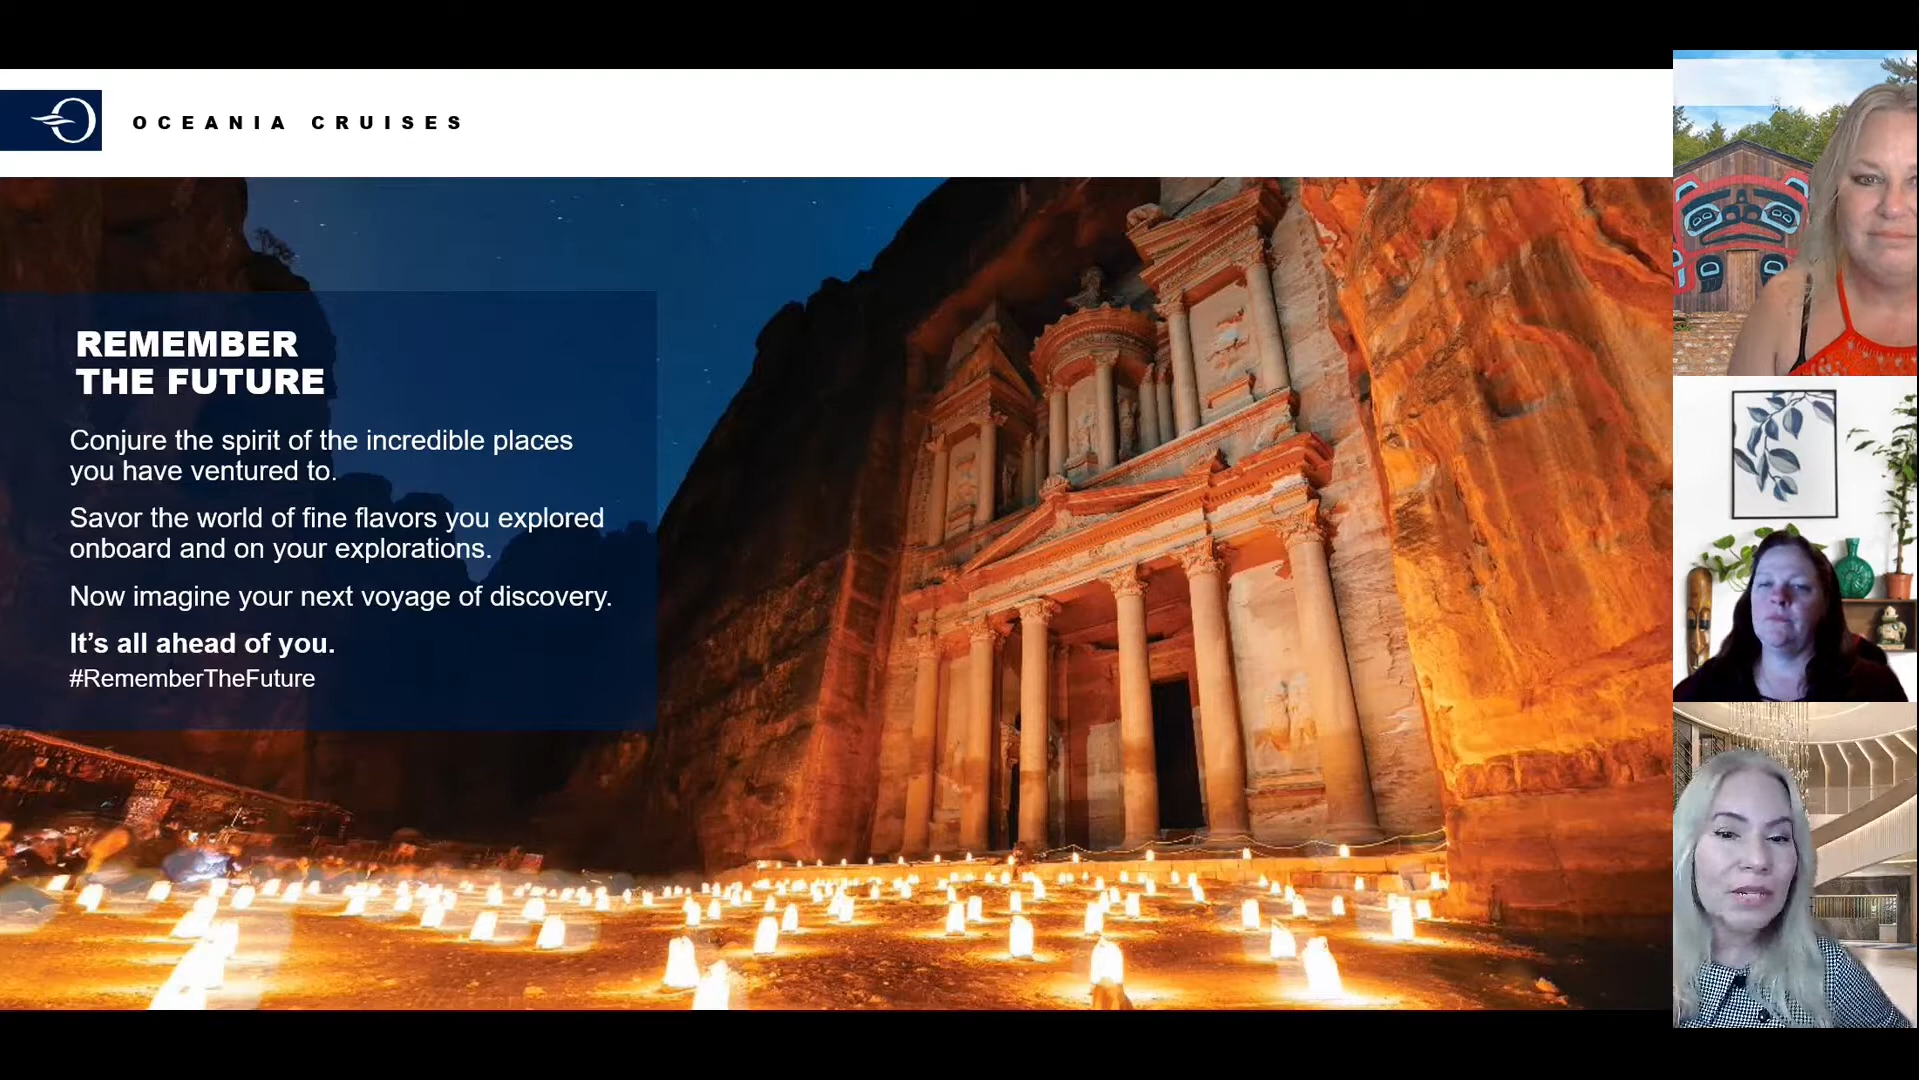 OCEANIA CRUISES
REMEMBER
THE FUTURE
Conjure the spirit of the incredible places
you have ventured to.
Savor the world of fine flavors you explored
onboard and on your explorations.
Now imagine your next voyage of discovery.
It’s all ahead of you.
#RememberTheFuture